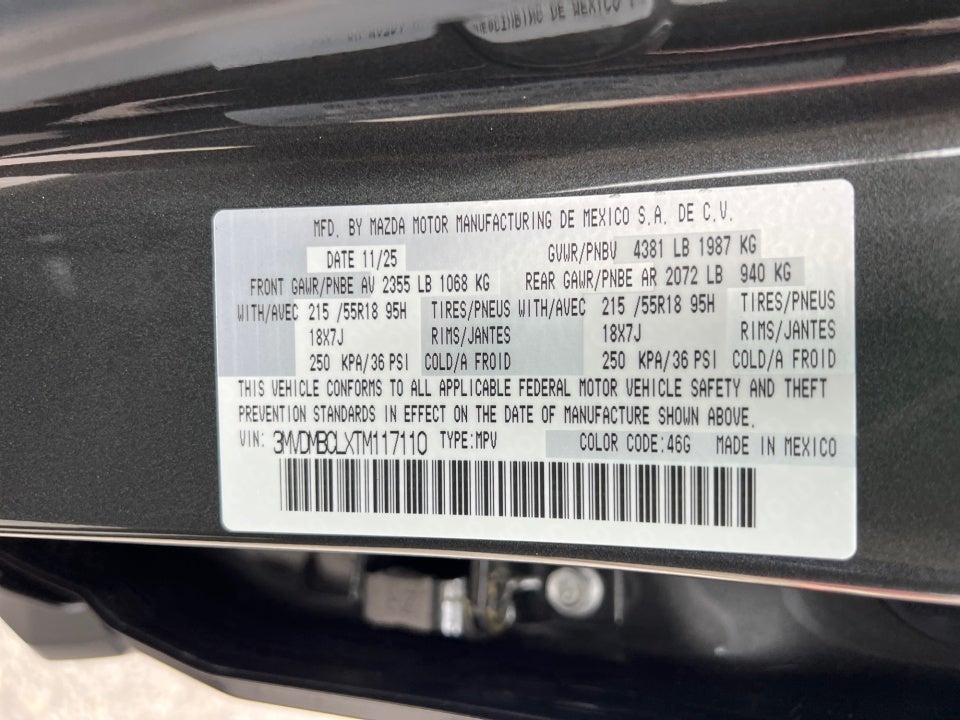 MFD. BY MAZDA MOTOR MANUFACTURING DE MEXICO S.A. DE C.V.
DATE 11/25 GVWR/PNBV 4381 LB 1987 KG
FRONT GAWR/PNBE AV 2355 LB 1068 KG REAR GAWR/PNBE AR 2072 LB 940 KG
WITH/AVEC 215 /55R18 95H TIRES/PNEUS WITH/AVEC 215 /55R18 95H TIRES/PNEUS
18X7J RIMS/JANTES 18X7J RIMS/JANTES
250 KPA/36 PSI COLD/A FROID 250 KPA/36 PSI COLD/A FROID
THIS VEHICLE CONFORMS TO ALL APPLICABLE FEDERAL MOTOR VEHICLE SAFETY AND THEFT
PREVENTION STANDARDS IN EFFECT ON THE DATE OF MANUFACTURE SHOWN ABOVE.
VIN: 3MVDMBCLXTM117110 TYPE:MPV COLOR CODE:46G MADE IN MEXICO